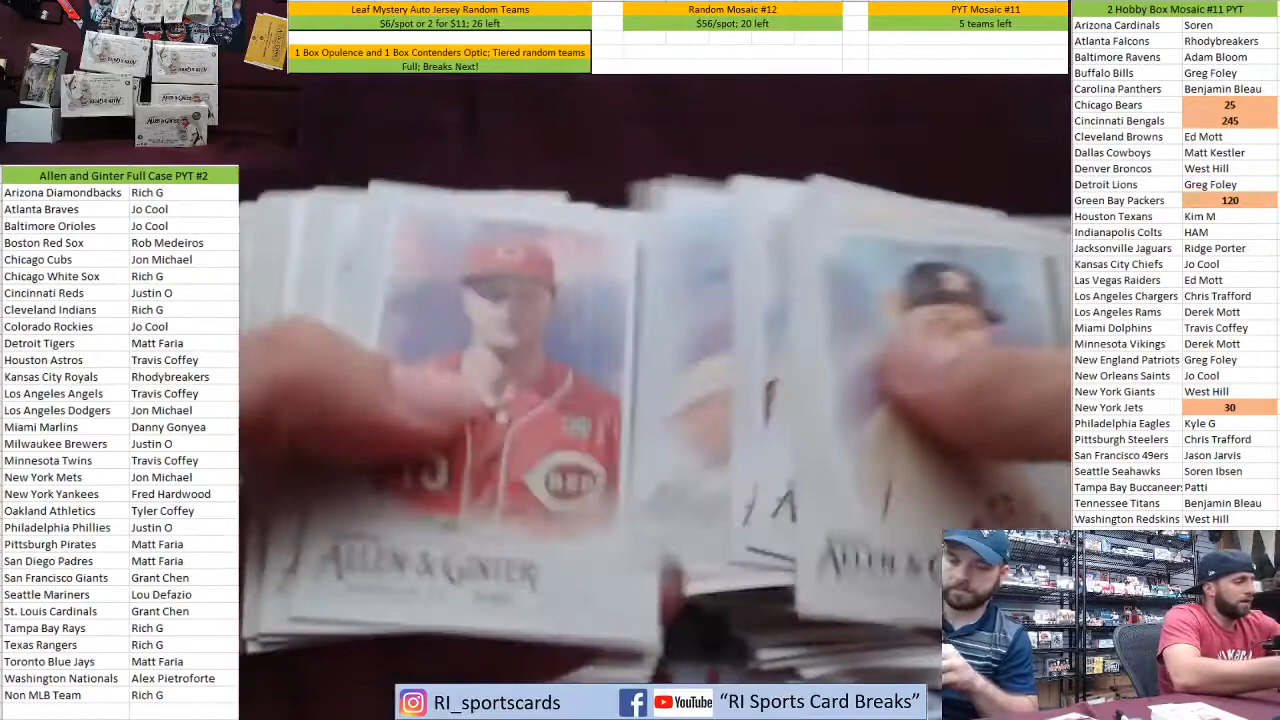 Leaf Mystery Auto Jersey Random Teams
$6/spot or 2 for $11; 26 left
1 Box Opulence and 1 Box Contenders Optic; Tiered random teams
Full; Breaks Next!
Random Mosaic #12
$56/spot; 20 left
PYT Mosaic #11
5 teams left
2 Hobby Box Mosaic #11 PYT
Arizona Cardinals Soren
Atlanta Falcons Rhodybreakers
Baltimore Ravens Adam Bloom
Buffalo Bills Greg Foley
Carolina Panthers Benjamin Bleau
Chicago Bears 25
Cincinnati Bengals 245
Cleveland Browns Ed Mott
Dallas Cowboys Matt Kestler
Denver Broncos West Hill
Detroit Lions Greg Foley
Green Bay Packers 120
Houston Texans Kim M
Indianapolis Colts HAM
Jacksonville Jaguars Ridge Porter
Kansas City Chiefs Jo Cool
Las Vegas Raiders Ed Mott
Los Angeles Chargers Chris Trafford
Los Angeles Rams Derek Mott
Miami Dolphins Travis Coffey
Minnesota Vikings Derek Mott
New England Patriots Greg Foley
New Orleans Saints Jo Cool
New York Giants West Hill
New York Jets 30
Philadelphia Eagles Kyle G
Pittsburgh Steelers Chris Trafford
San Francisco 49ers Jason Jarvis
Seattle Seahawks Soren Ibsen
Tampa Bay Buccaneers Patti
Tennessee Titans Benjamin Bleau
Washington Redskins West Hill
Allen and Ginter Full Case PYT #2
Arizona Diamondbacks Rich G
Atlanta Braves Jo Cool
Baltimore Orioles Jo Cool
Boston Red Sox Rob Medeiros
Chicago Cubs Jon Michael
Chicago White Sox Rich G
Cincinnati Reds Justin O
Cleveland Indians Rich G
Colorado Rockies Jo Cool
Detroit Tigers Matt Faria
Houston Astros Travis Coffey
Kansas City Royals Rhodybreakers
Los Angeles Angels Travis Coffey
Los Angeles Dodgers Jon Michael
Miami Marlins Danny Gonyea
Milwaukee Brewers Justin O
Minnesota Twins Travis Coffey
New York Mets Jon Michael
New York Yankees Fred Hardwood
Oakland Athletics Tyler Coffey
Philadelphia Phillies Justin O
Pittsburgh Pirates Matt Faria
San Diego Padres Matt Faria
San Francisco Giants Grant Chen
Seattle Mariners Lou Defazio
St. Louis Cardinals Grant Chen
Tampa Bay Rays Rich G
Texas Rangers Rich G
Toronto Blue Jays Matt Faria
Washington Nationals Alex Pietroforte
Non MLB Team Rich G
REDS
ALLEN & GINTER
RI_sportscards
YouTube "RI Sports Card Breaks"